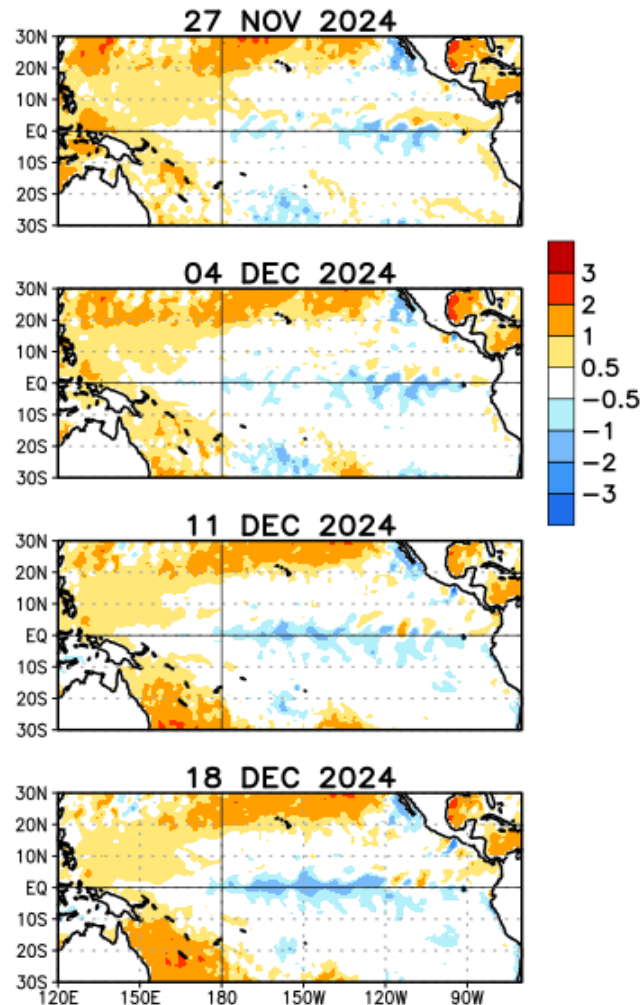 27 NOV 2024
30N
20N
10N
EQ
10S
20S
30S
04 DEC 2024
30N
20N
10N
EQ
10S
20S
30S
3
2
1
0.5
-0.5
-1
-2
-3
11 DEC 2024
30N
20N
10N
EQ
10S
20S
30S
18 DEC 2024
30N
20N
10N
EQ
10S
20S
30S
120E 150E 180 150W 120W 90W